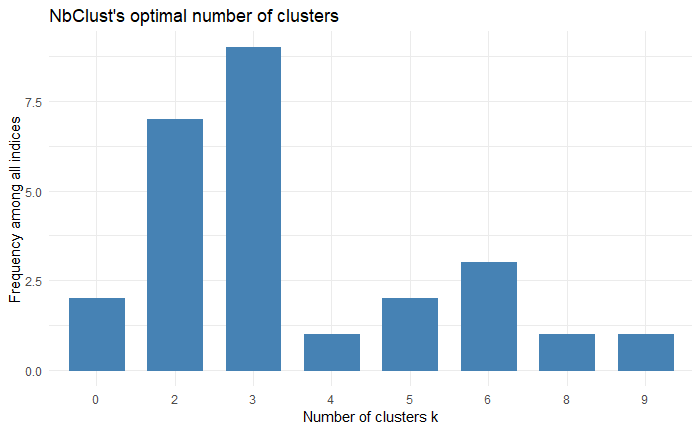 NbClust's optimal number of clusters
Frequency among all indices
7.5
5.0
2.5
0.0
0 2 3 4 5 6 8 9
Number of clusters k